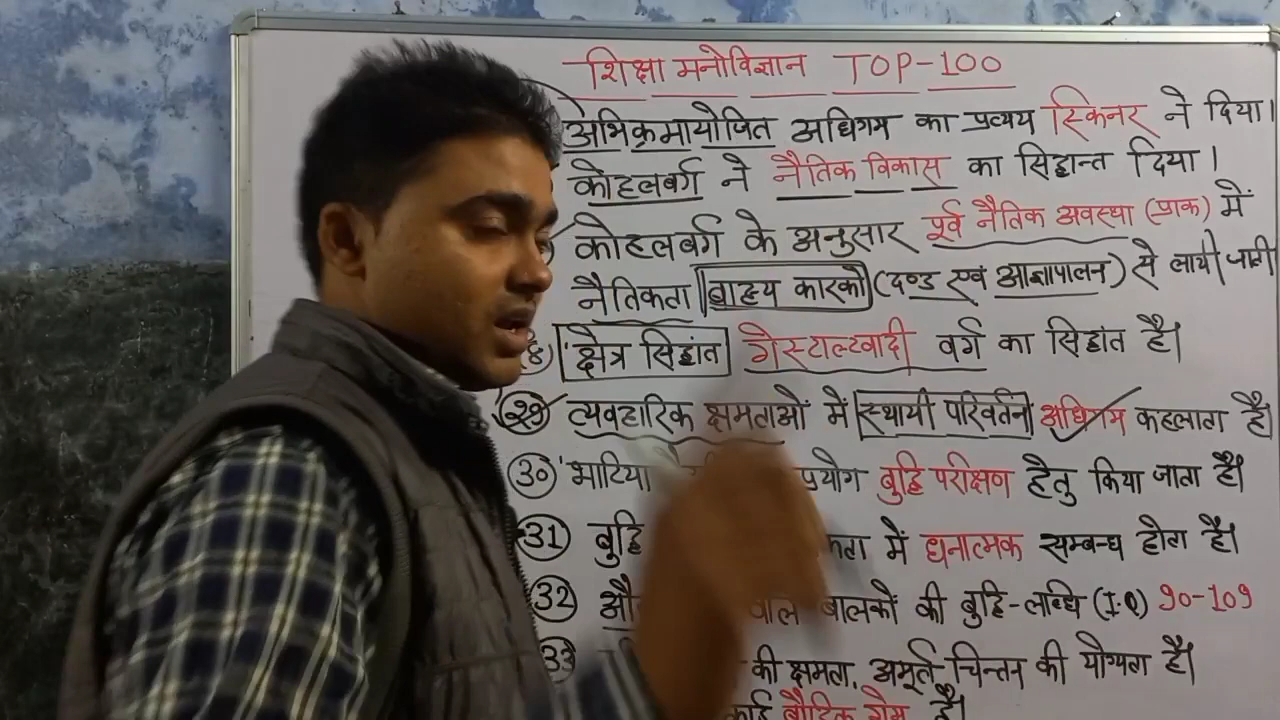 शिक्षा मनोविज्ञान TOP-100
अभिक्रमायोजित अधिगम का प्रत्यय स्किनर ने दिया।
कोहलबर्ग ने नैतिक विकास का सिद्धान्त दिया।
कोहलबर्ग के अनुसार पूर्व नैतिक अवस्था (प्राक) में
नैतिकता बाह्य कारकों (दण्ड एवं आज्ञापालन) से लायी जाती
क्षेत्र सिद्धांत गेस्टाल्टवादी वर्ग का सिद्धांत है।
29 व्यवहारिक क्षमताओं में स्थायी परिवर्तन अधिगम कहलाता है।
30 भाटिया प्रयोग बुद्धि परीक्षण हेतु किया जाता है।
31 बुद्धि में धनात्मक सम्बन्ध होता है।
32 वाले बालकों की बुद्धि-लब्धि (I.Q) 90-109
33 की क्षमता, अमूर्त चिन्तन की योग्यता है।